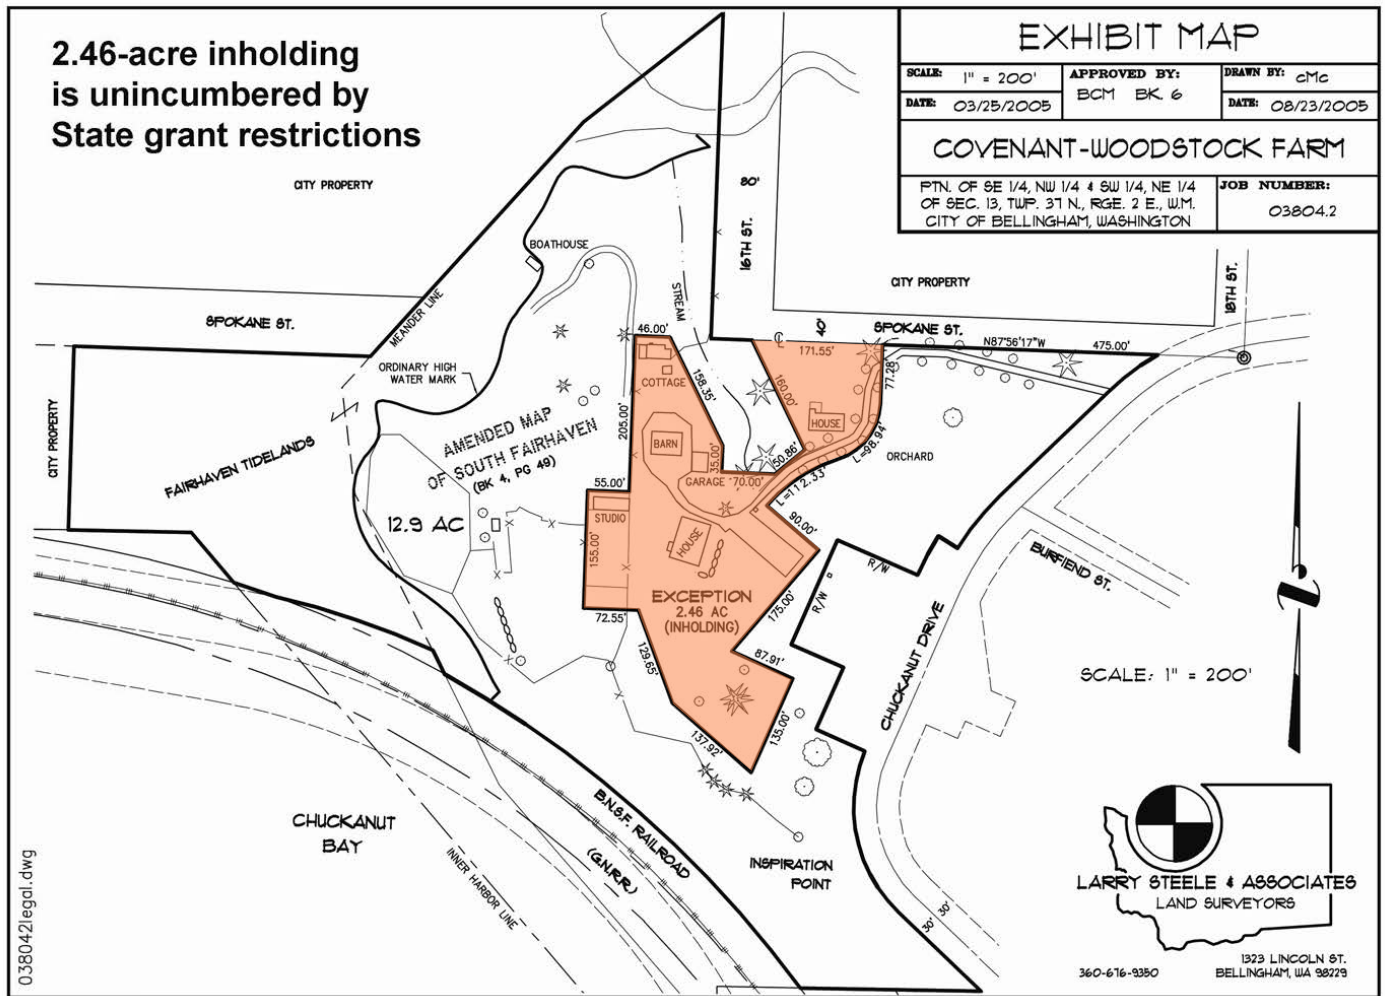 2.46-acre inholding
is unincumbered by
State grant restrictions
EXHIBIT MAP
SCALE: 1" = 200'
APPROVED BY:
BCM BK. 6
DRAWN BY: CMC
DATE: 03/25/2005
DATE: 08/23/2005
COVENANT-WOODSTOCK FARM
PTN. OF SE 1/4, NW 1/4 & SW 1/4, NE 1/4
OF SEC. 13, TWP. 37 N., RGE. 2 E., W.M.
CITY OF BELLINGHAM, WASHINGTON
JOB NUMBER:
03804.2
CITY PROPERTY
80'
16TH ST.
BOATHOUSE
STREAM
CITY PROPERTY
18TH ST.
SPOKANE ST.
MEANDER LINE
46.00'
40'
SPOKANE ST.
171.55'
N87°56'17"W
475.00'
ORDINARY HIGH
WATER MARK
COTTAGE
158.35'
160.00'
77.28'
CITY PROPERTY
FAIRHAVEN TIDELANDS
AMENDED MAP
OF SOUTH FAIRHAVEN
(BK 4, PG 49)
205.00'
BARN
35.00'
HOUSE
50.86'
L=98.94'
ORCHARD
55.00'
GARAGE
70.00'
L=112.33'
12.9 AC
STUDIO
155.00'
HOUSE
90.00'
R/W
R/W
BURFIEND ST.
EXCEPTION
2.46 AC
(INHOLDING)
72.55'
175.00'
129.65'
87.91'
CHUCKANUT DRIVE
SCALE: 1" = 200'
137.92'
135.00'
CHUCKANUT
BAY
INNER HARBOR LINE
B.N.S.F. RAILROAD
(G.N.R.R.)
INSPIRATION
POINT
30' 30'
LARRY STEELE & ASSOCIATES
LAND SURVEYORS
360-676-9350
1323 LINCOLN ST.
BELLINGHAM, WA 98229
038042legal.dwg